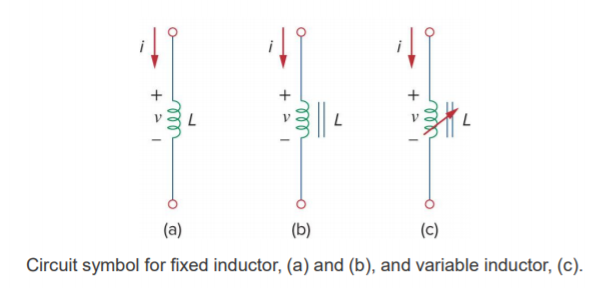 i i i
+ + +
v L v L v L
− − −
(a) (b) (c)
Circuit symbol for fixed inductor, (a) and (b), and variable inductor, (c).